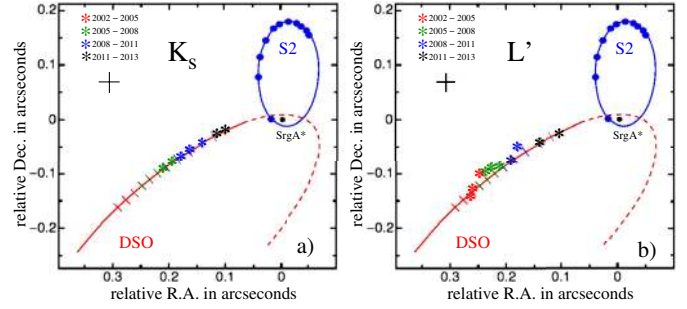 2002 – 2005
2005 – 2008
2008 – 2011
2011 – 2013
K_S
S2
SrgA*
DSO
a)
0.2
0.1
0
−0.1
−0.2
0.3
0.2
0.1
0
relative Dec. in arcseconds
relative R.A. in arcseconds
2002 – 2005
2005 – 2008
2008 – 2011
2011 – 2013
L’
S2
SrgA*
DSO
b)
0.2
0.1
0
−0.1
−0.2
0.3
0.2
0.1
0
relative Dec. in arcseconds
relative R.A. in arcseconds